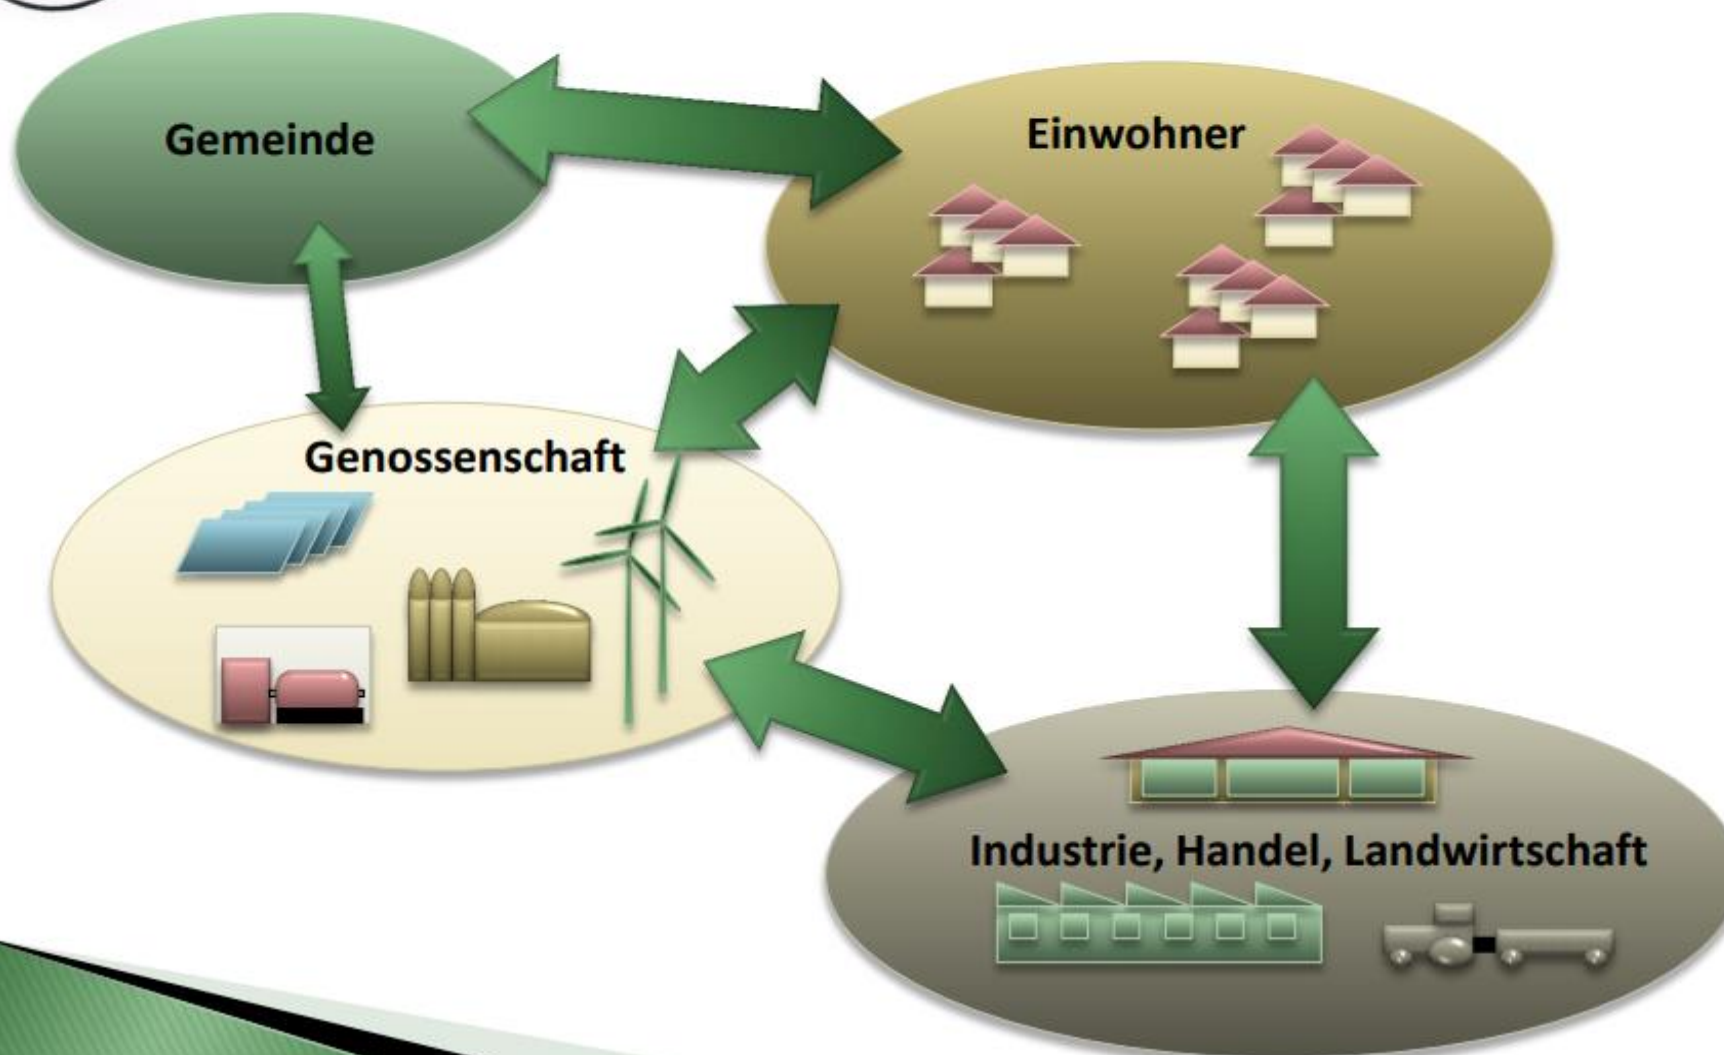 Gemeinde
Einwohner
Genossenschaft
Industrie, Handel, Landwirtschaft